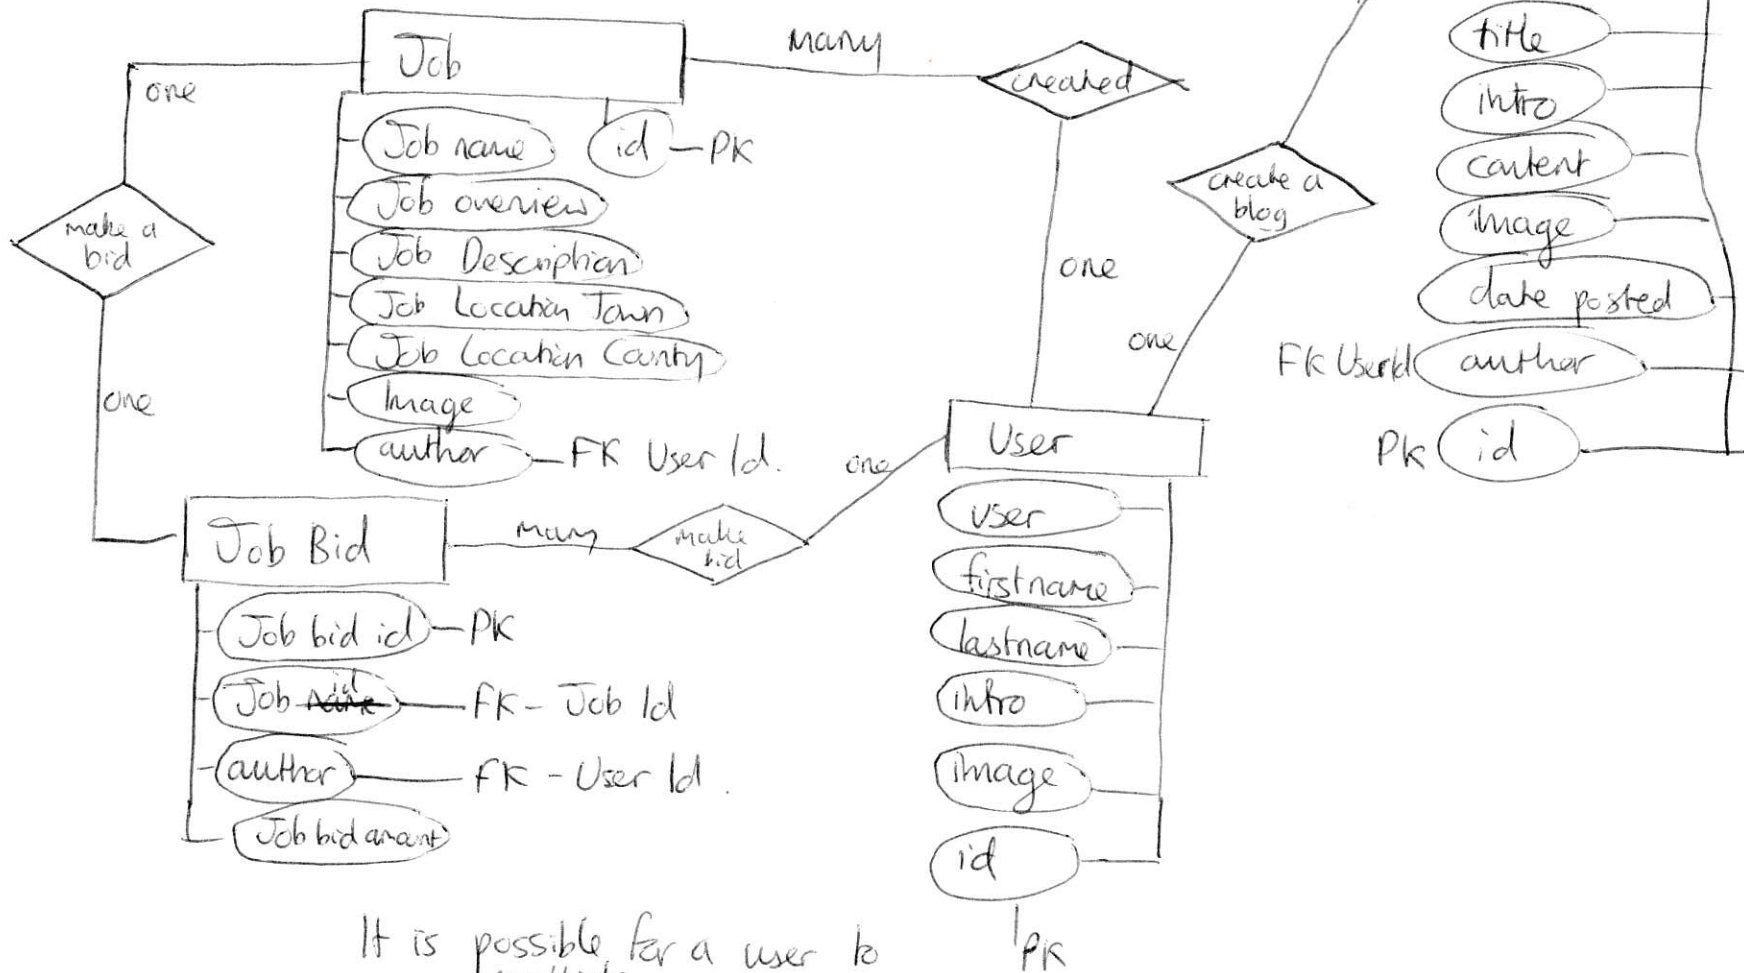 Job
many
created
one
make a
bid
one
Job name
id
PK
Job overview
Job Description
Job Location Town
Job Location County
Image
author
FK User Id.
one
create a
blog
one
one
title
intro
content
image
date posted
FK UserId
author
PK
id
User
user
firstname
lastname
intro
image
id
PK
Job Bid
many
make
bid
Job bid id
PK
Job id
FK - Job Id
author
FK - User Id.
Job bid amount
It is possible for a user to